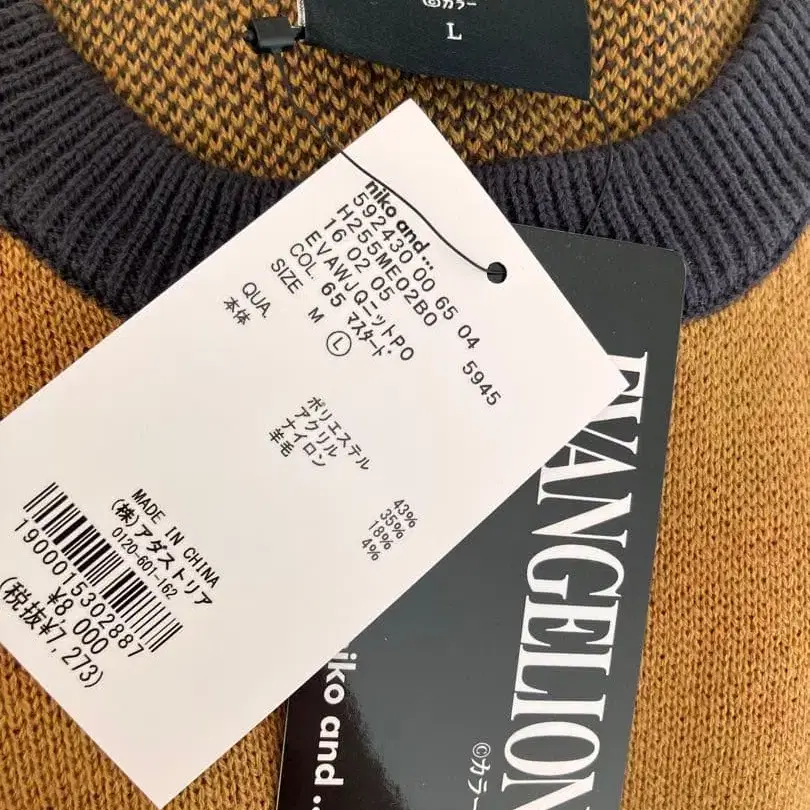 ©カラー
L
niko and ...
592430 00 65 04
H255ME02B0 5945
16 02 05
EVAWJQニットPO
COL. 65 マスタード
SIZE M L
QUA.
本体
ポリエステル 43%
アクリル 35%
ナイロン 18%
羊毛 4%
MADE IN CHINA
(株)アダストリア
0120-601-162
1900015302887
¥8,000
(税抜¥7,273)
EVANGELION
niko and ...
©カラー